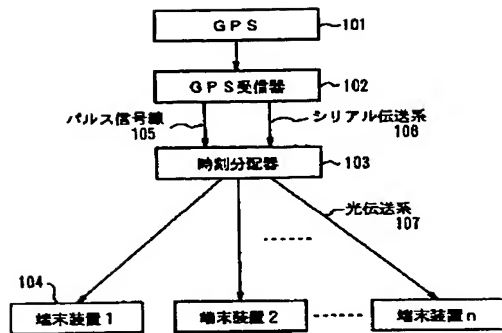 GPS
101
GPS受信器
102
パルス信号線
105
シリアル伝送系
106
時刻分配器
103
光伝送系
107
104
端末装置1
端末装置2
端末装置n